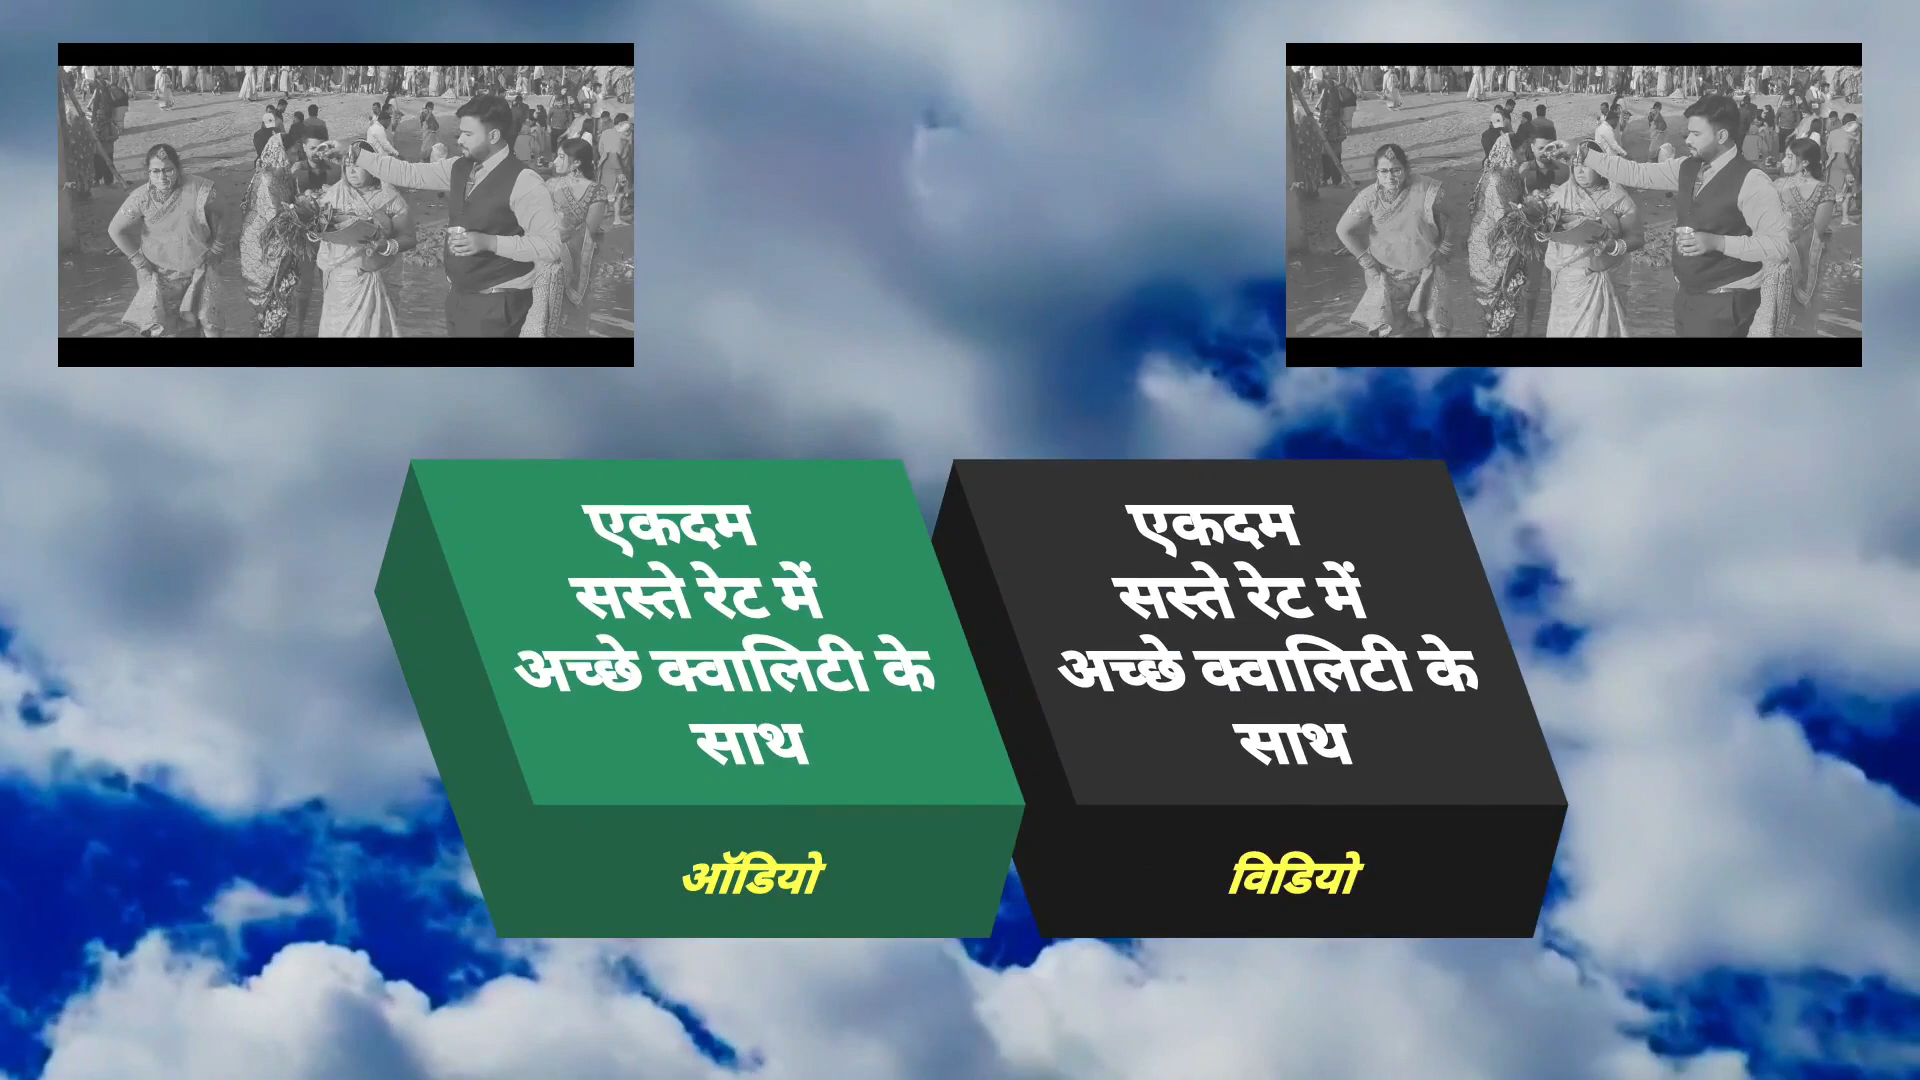 एकदम
सस्ते रेट में
अच्छे क्वालिटी के
साथ
ऑडियो
एकदम
सस्ते रेट में
अच्छे क्वालिटी के
साथ
विडियो